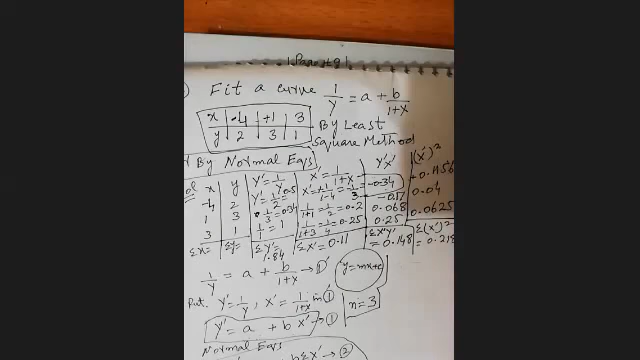 Fit a curve 1/y = a + b/(1+x)
x | -4 | +1 | 3
y | 2 | 3 | 1
By Least
Square Method
By Normal Eqs
x | y | Y'=1/y | X'=1/(1+x) | Y'X' | (X')²
-4 | 2 | Y'=1/2=0.5 | X'=+1/(1-4)=-1/3 -0.34 | -0.17 | 0.1156
1 | 3 | 1/3=0.34 | 1/(1+1)=1/2=0.2 | 0.068 | 0.04
3 | 1 | 1/1=1 | 1/(1+3)=1/4=0.25 | 0.25 | 0.0625
Σx= | Σy= | ΣY'=1.84 | ΣX'=0.11 | ΣX'Y'=0.148 | Σ(X')²=0.218
1/y = a + b/(1+x) → ①'
y=mx+c
Put Y'=1/y, X'=1/(1+x) in ①'
n=3
Y' = a + b X' → ①
Normal Eqs
b Σ X' → ②